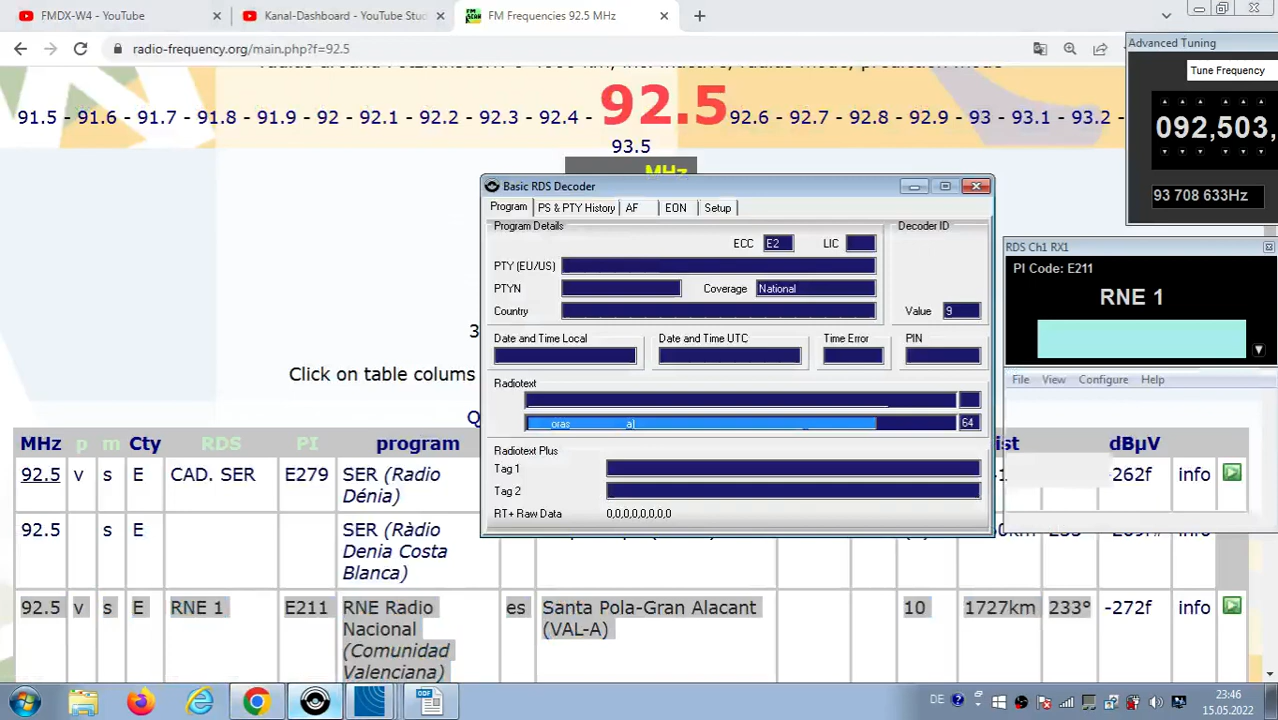 FMDX-W4 - YouTube
Kanal-Dashboard - YouTube Stu
FM Frequencies 92.5 MHz
radio-frequency.org/main.php?f=92.5
91.5 - 91.6 - 91.7 - 91.8 - 91.9 - 92 - 92.1 - 92.2 - 92.3 - 92.4 - 92.5 92.6 - 92.7 - 92.8 - 92.9 - 93 - 93.1 - 93.2 -
93.5
MHz
Advanced Tuning
Tune Frequency
092,503,
93 708 633Hz
Basic RDS Decoder
Program PS & PTY History AF EON Setup
Program Details
Decoder ID
ECC E2 LIC
PTY (EU/US)
PTYN Coverage National
Country Value 9
Date and Time Local Date and Time UTC Time Error PIN
Radiotext
oras a| 64
Radiotext Plus
Tag 1
Tag 2
RT+ Raw Data 0,0,0,0,0,0,0,0
RDS Ch1 RX1
PI Code: E211
RNE 1
File View Configure Help
3
Click on table colums
Q
MHz p m Cty RDS PI program ist dBµV
92.5 v s E CAD. SER E279 SER (Radio -262f info
Dénia)
92.5 m s E SER (Ràdio info
Denia Costa
Blanca)
92.5 v s E RNE 1 E211 RNE Radio es Santa Pola-Gran Alacant 10 1727km 233° -272f info
Nacional (VAL-A)
(Comunidad
Valenciana)
DE 23:46
15.05.2022